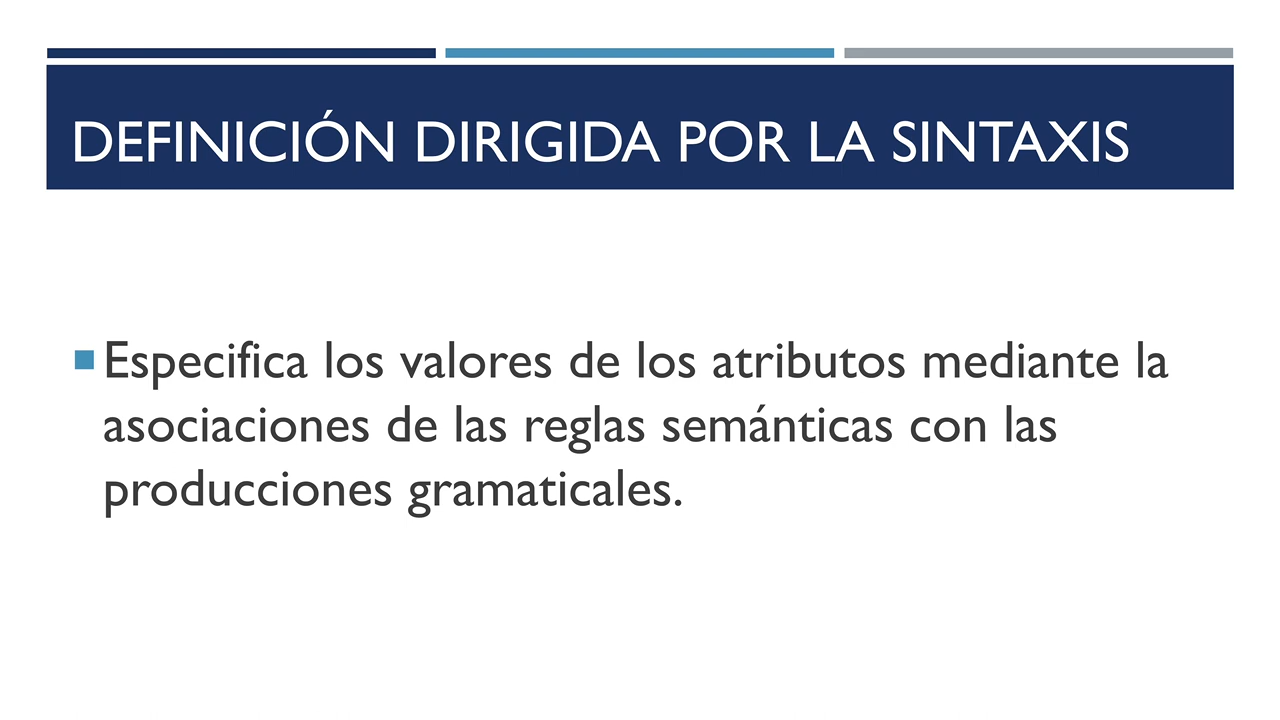 DEFINICIÓN DIRIGIDA POR LA SINTAXIS
Especifica los valores de los atributos mediante la
asociaciones de las reglas semánticas con las
producciones gramaticales.